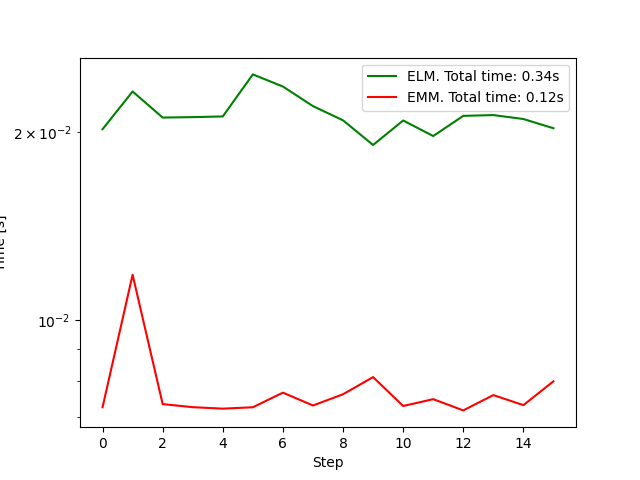 ELM. Total time: 0.34s
EMM. Total time: 0.12s
2 × 10⁻²
10⁻²
[s]
0 2 4 6 8 10 12 14
Step